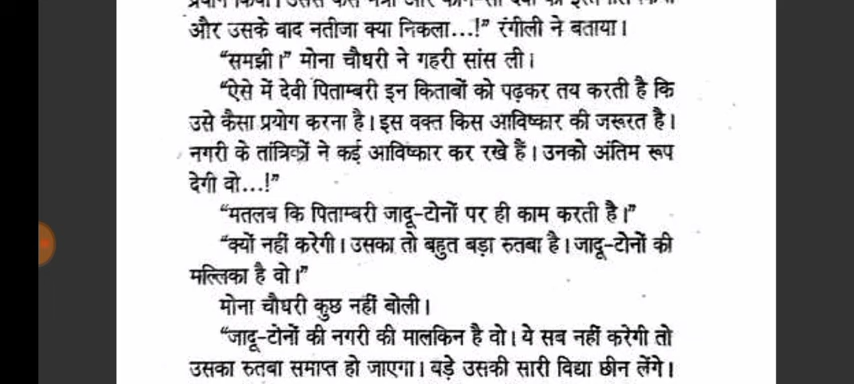 और उसके बाद नतीजा क्या निकला...!” रंगीली ने बताया।
“समझी।” मोना चौधरी ने गहरी सांस ली।
“ऐसे में देवी पिताम्बरी इन किताबों को पढ़कर तय करती है कि
उसे कैसा प्रयोग करना है। इस वक्त किस आविष्कार की जरूरत है।
नगरी के तांत्रिकों ने कई आविष्कार कर रखे हैं। उनको अंतिम रूप
देगी वो...!”
“मतलब कि पिताम्बरी जादू-टोनों पर ही काम करती है।”
“क्यों नहीं करेगी। उसका तो बहुत बड़ा रुतबा है। जादू-टोनों की
मल्लिका है वो।”
मोना चौधरी कुछ नहीं बोली।
“जादू-टोनों की नगरी की मालकिन है वो। ये सब नहीं करेगी तो
उसका रुतबा समाप्त हो जाएगा। बड़े उसकी सारी विद्या छीन लेंगे।